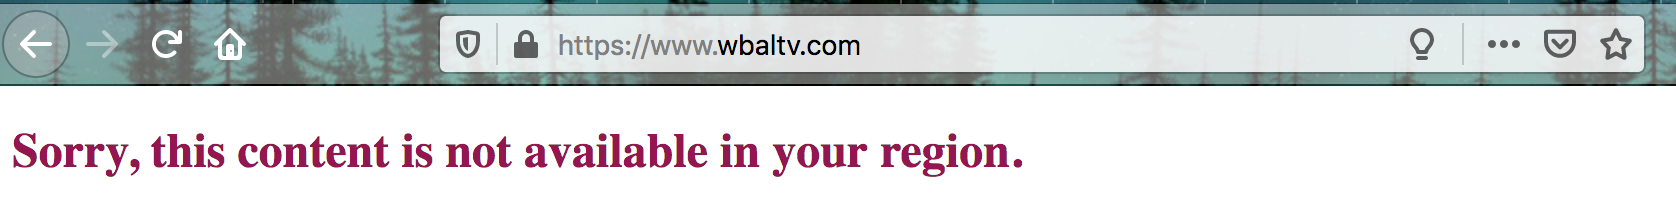 https://www.wbaltv.com
Sorry, this content is not available in your region.